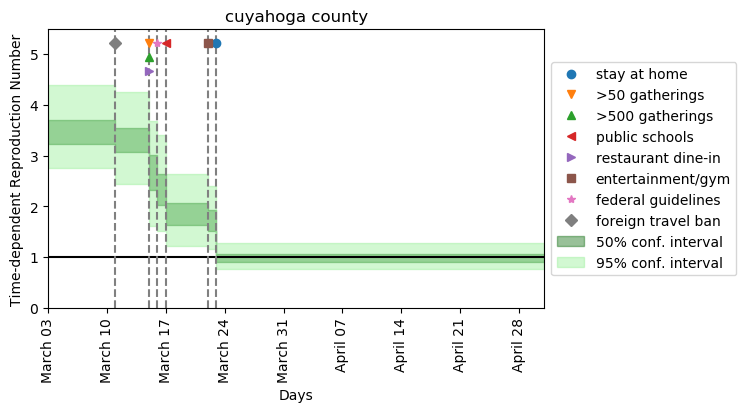 cuyahoga county
Time-dependent Reproduction Number
5
4
3
2
1
0
March 03
March 10
March 17
March 24
March 31
April 07
April 14
April 21
April 28
Days
stay at home
>50 gatherings
>500 gatherings
public schools
restaurant dine-in
entertainment/gym
federal guidelines
foreign travel ban
50% conf. interval
95% conf. interval